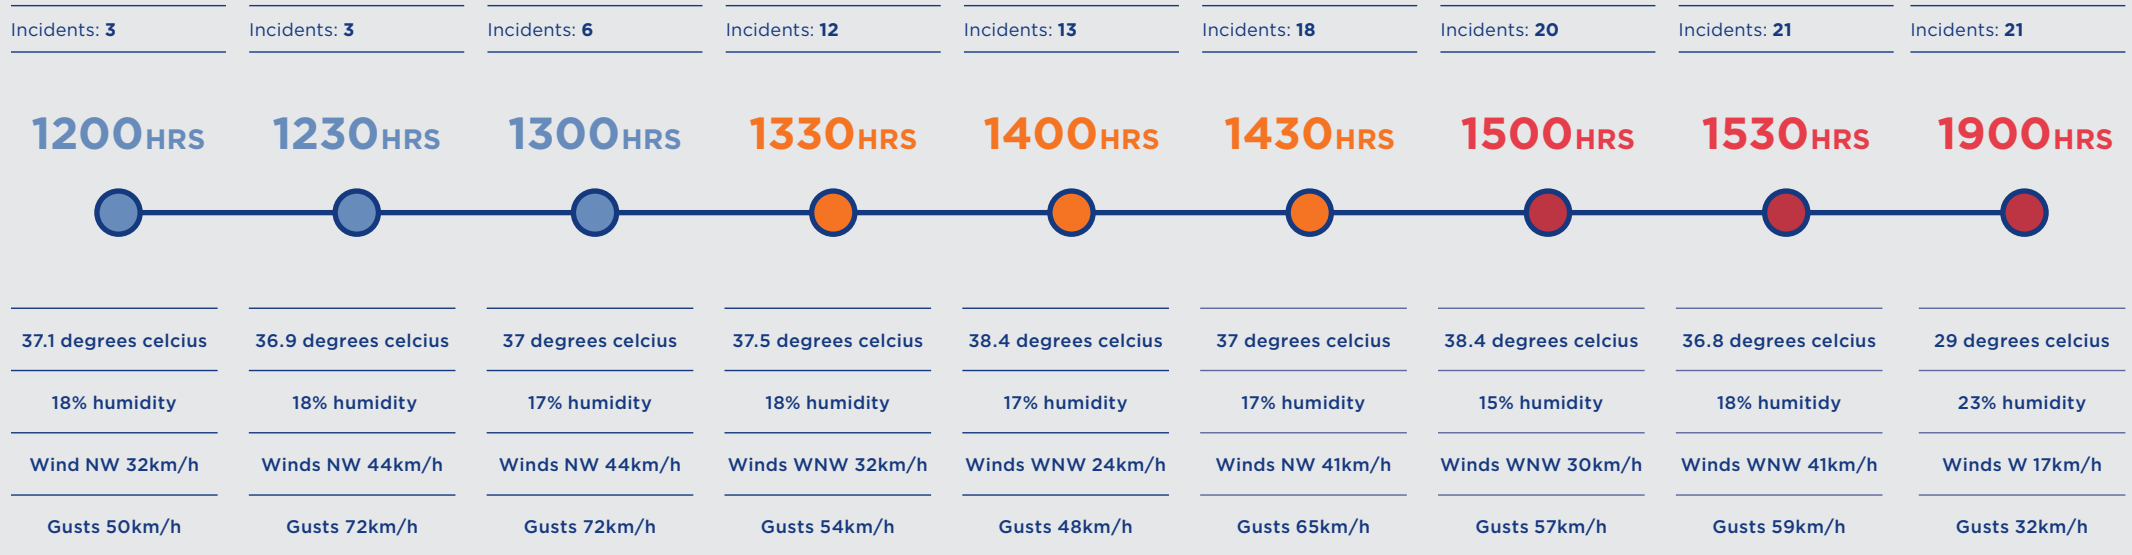 Incidents: 3
Incidents: 3
Incidents: 6
Incidents: 12
Incidents: 13
Incidents: 18
Incidents: 20
Incidents: 21
Incidents: 21
1200HRS
1230HRS
1300HRS
1330HRS
1400HRS
1430HRS
1500HRS
1530HRS
1900HRS
37.1 degrees celcius
36.9 degrees celcius
37 degrees celcius
37.5 degrees celcius
38.4 degrees celcius
37 degrees celcius
38.4 degrees celcius
36.8 degrees celcius
29 degrees celcius
18% humidity
18% humidity
17% humidity
18% humidity
17% humidity
17% humidity
15% humidity
18% humitidy
23% humidity
Wind NW 32km/h
Winds NW 44km/h
Winds NW 44km/h
Winds WNW 32km/h
Winds WNW 24km/h
Winds NW 41km/h
Winds WNW 30km/h
Winds WNW 41km/h
Winds W 17km/h
Gusts 50km/h
Gusts 72km/h
Gusts 72km/h
Gusts 54km/h
Gusts 48km/h
Gusts 65km/h
Gusts 57km/h
Gusts 59km/h
Gusts 32km/h